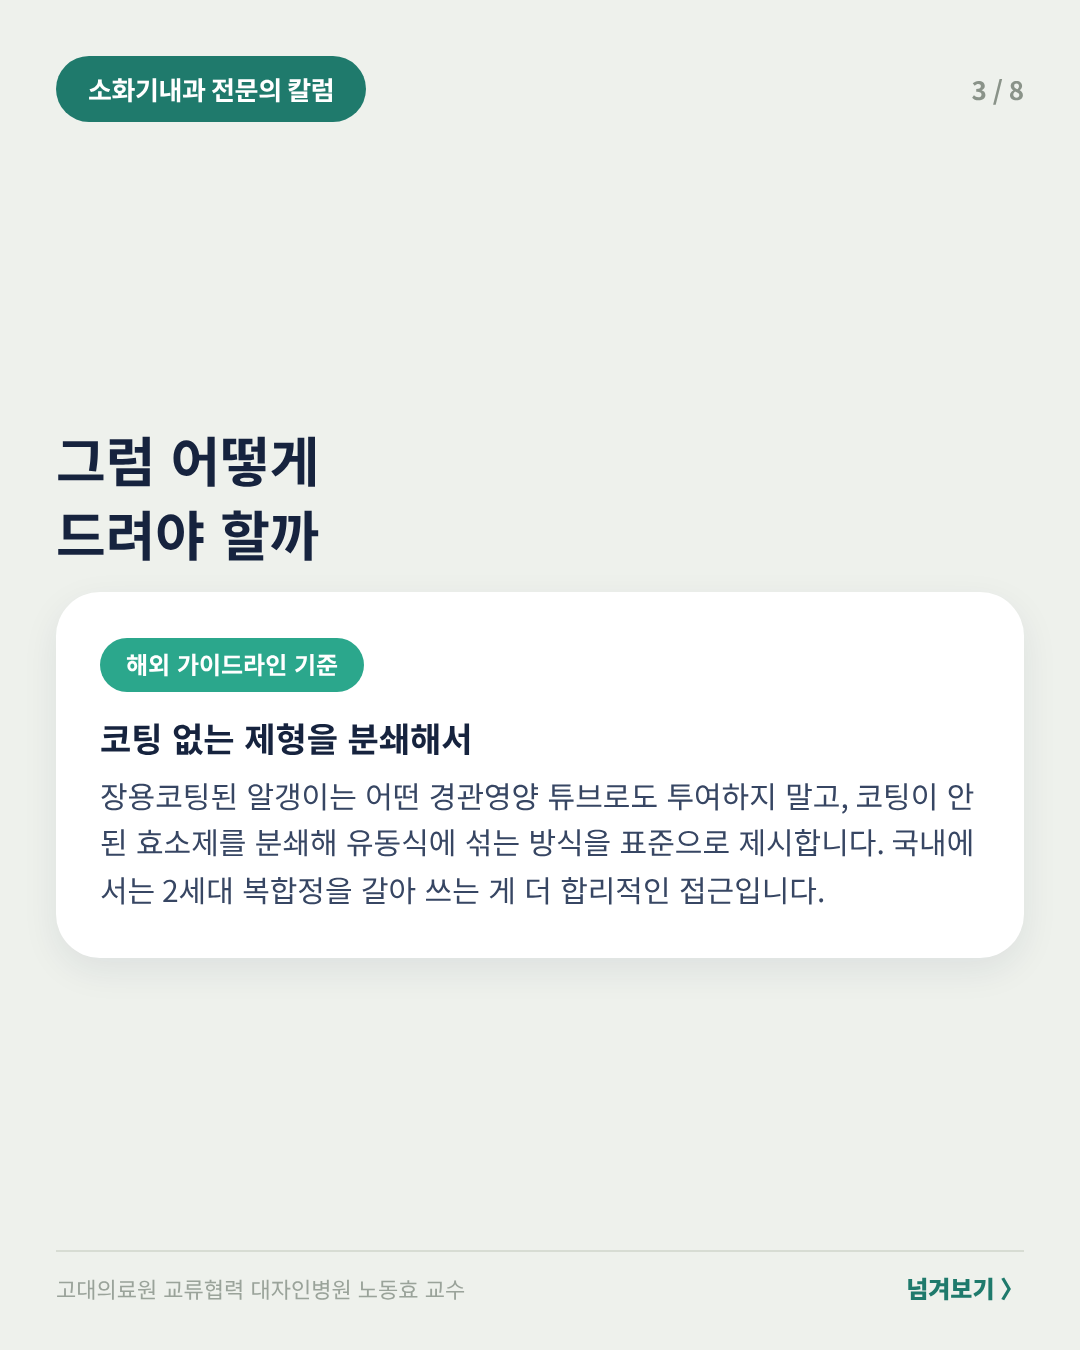 소화기내과 전문의 칼럼
3 / 8
그럼 어떻게
드려야 할까
해외 가이드라인 기준
코팅 없는 제형을 분쇄해서
장용코팅된 알갱이는 어떤 경관영양 튜브로도 투여하지 말고, 코팅이 안
된 효소제를 분쇄해 유동식에 섞는 방식을 표준으로 제시합니다. 국내에
서는 2세대 복합정을 갈아 쓰는 게 더 합리적인 접근입니다.
고대의료원 교류협력 대자인병원 노동효 교수
넘겨보기 〉